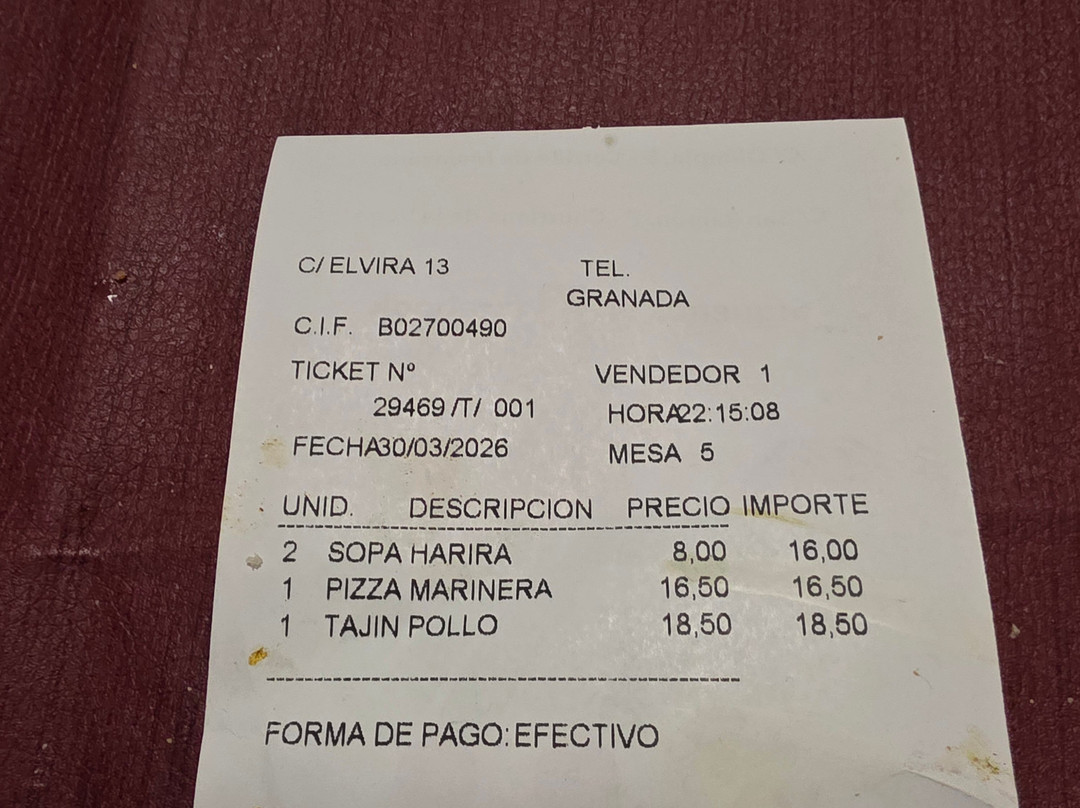 C/ ELVIRA 13 TEL.
GRANADA
C.I.F. B02700490
TICKET Nº VENDEDOR 1
29469 /T/ 001 HORA22:15:08
FECHA30/03/2026 MESA 5
UNID. DESCRIPCION PRECIO IMPORTE
2 SOPA HARIRA 8,00 16,00
1 PIZZA MARINERA 16,50 16,50
1 TAJIN POLLO 18,50 18,50
FORMA DE PAGO:EFECTIVO